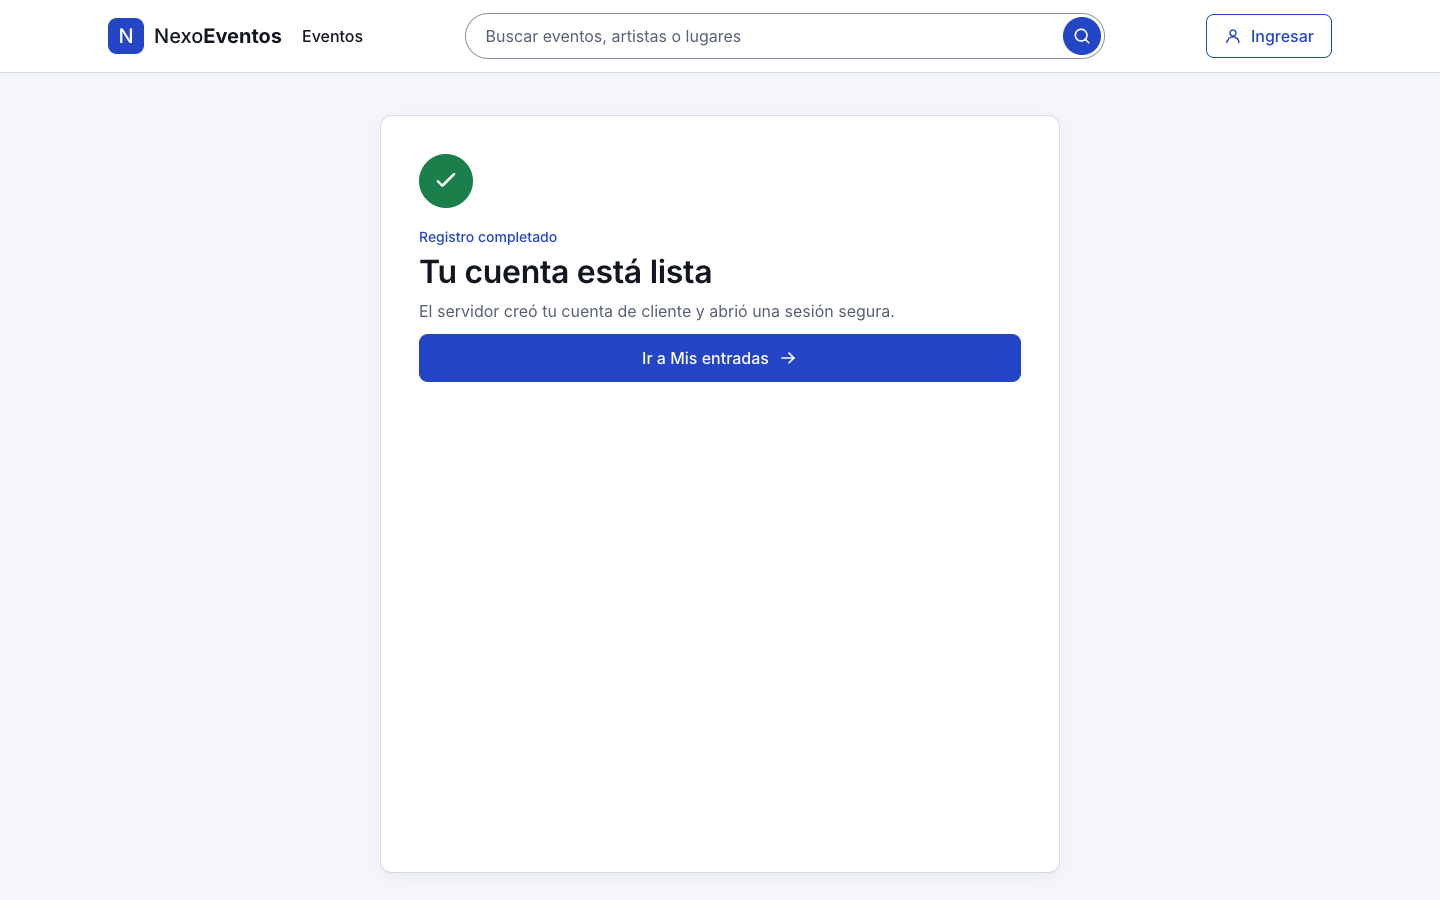 N NexoEventos Eventos Buscar eventos, artistas o lugares Ingresar
Registro completado
Tu cuenta está lista
El servidor creó tu cuenta de cliente y abrió una sesión segura.
Ir a Mis entradas